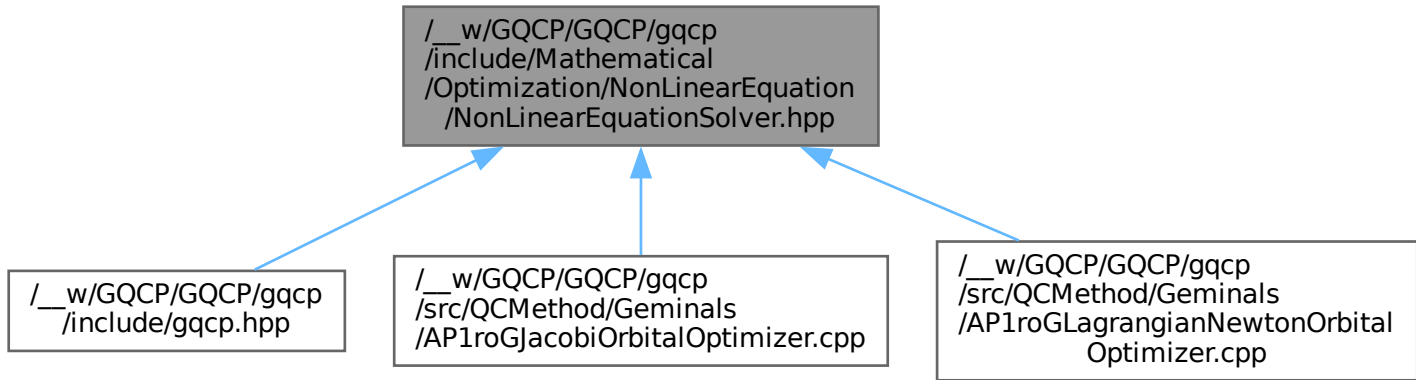 /__w/GQCP/GQCP/gqcp
/include/Mathematical
/Optimization/NonLinearEquation
/NonLinearEquationSolver.hpp
/__w/GQCP/GQCP/gqcp
/include/gqcp.hpp
/__w/GQCP/GQCP/gqcp
/src/QCMethod/Geminals
/AP1roGJacobiOrbitalOptimizer.cpp
/__w/GQCP/GQCP/gqcp
/src/QCMethod/Geminals
/AP1roGLagrangianNewtonOrbital
Optimizer.cpp